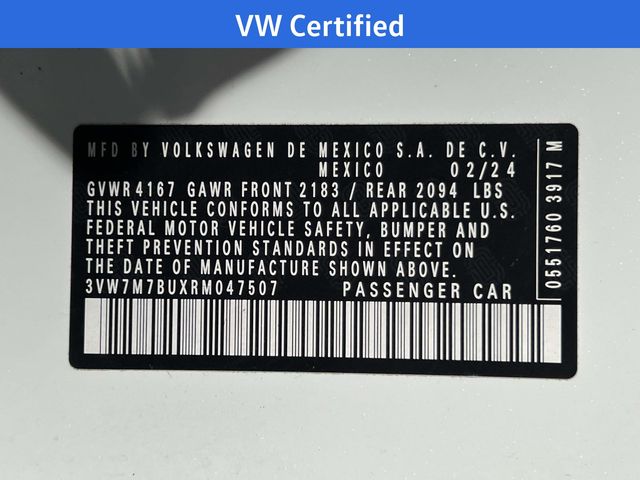 VW Certified
MFD BY VOLKSWAGEN DE MEXICO S.A. DE C.V.
MEXICO 02/24
GVWR 4167 GAWR FRONT 2183 / REAR 2094 LBS
THIS VEHICLE CONFORMS TO ALL APPLICABLE U.S.
FEDERAL MOTOR VEHICLE SAFETY, BUMPER AND
THEFT PREVENTION STANDARDS IN EFFECT ON
THE DATE OF MANUFACTURE SHOWN ABOVE.
3VW7M7BUXRM047507 PASSENGER CAR
0551760 3917 M